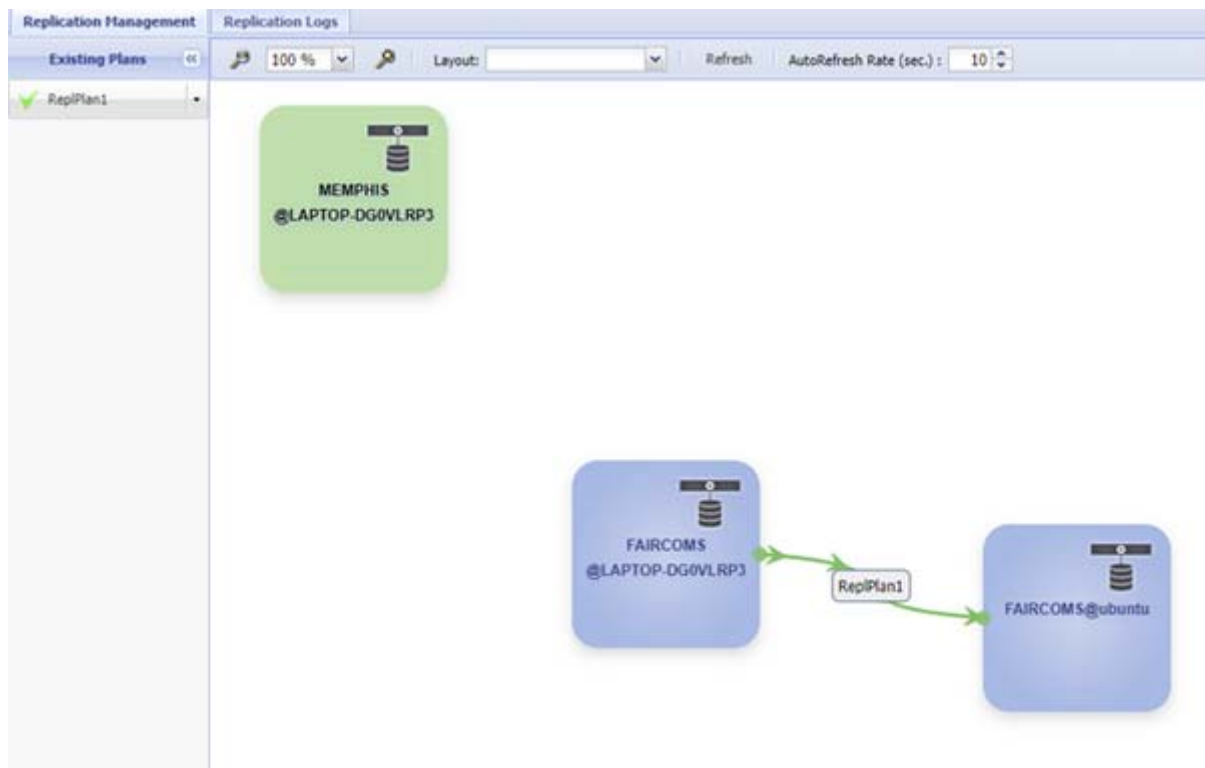 Replication Management
Replication Logs
Existing Plans
100 %
Layout:
Refresh
AutoRefresh Rate (sec.) :
10
ReplPlan1
MEMPHIS
@LAPTOP-DG0VLRP3
FAIRCOMS
@LAPTOP-DG0VLRP3
ReplPlan1
FAIRCOMS@ubuntu